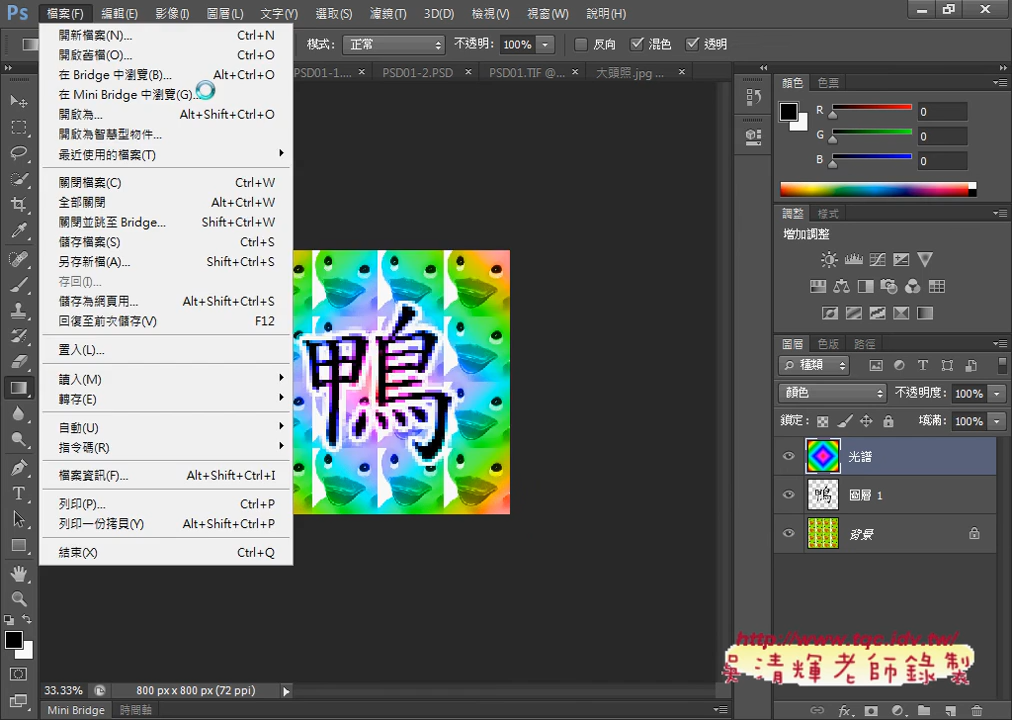 Ps 檔案(F) 編輯(E) 影像(I) 圖層(L) 文字(Y) 選取(S) 濾鏡(T) 3D(D) 檢視(V) 視窗(W) 說明(H)
模式: 正常 不透明: 100% 反向 混色 透明
PSD01-1.... × PSD01-2.PSD × PSD01.TIF @... × 大頭照.jpg ... ×
開新檔案(N)... Ctrl+N
開啟舊檔(O)... Ctrl+O
在 Bridge 中瀏覽(B)... Alt+Ctrl+O
在 Mini Bridge 中瀏覽(G)...
開啟為... Alt+Shift+Ctrl+O
開啟為智慧型物件...
最近使用的檔案(T)
關閉檔案(C) Ctrl+W
全部關閉 Alt+Ctrl+W
關閉並跳至 Bridge... Shift+Ctrl+W
儲存檔案(S) Ctrl+S
另存新檔(A)... Shift+Ctrl+S
存回(I)...
儲存為網頁用... Alt+Shift+Ctrl+S
回復至前次儲存(V) F12
置入(L)...
讀入(M)
轉存(E)
自動(U)
指令碼(R)
檔案資訊(F)... Alt+Shift+Ctrl+I
列印(P)... Ctrl+P
列印一份拷貝(Y) Alt+Shift+Ctrl+P
結束(X) Ctrl+Q
鴨
顏色 色票
R 0
G 0
B 0
調整 樣式
增加調整
圖層 色版 路徑
種類
顏色 不透明度: 100%
鎖定: 填滿: 100%
光譜
鴨 圖層 1
背景
http://www.tqc.idv.tw/
吳清輝老師錄製
33.33% 800 px x 800 px (72 ppi)
Mini Bridge 時間軸